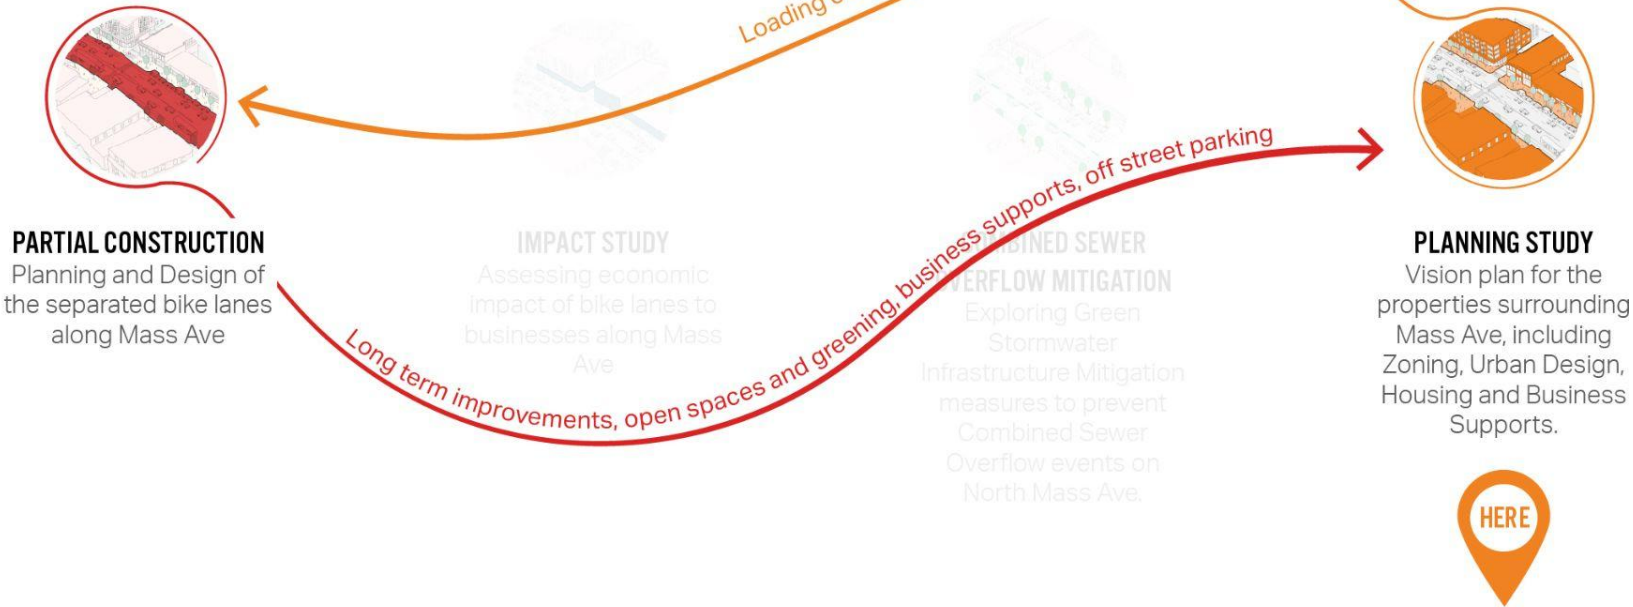 Loading
PARTIAL CONSTRUCTION
Planning and Design of
the separated bike lanes
along Mass Ave
IMPACT STUDY
Assessing economic
impact of bike lanes to
businesses along Mass
Ave
COMBINED SEWER
OVERFLOW MITIGATION
Exploring Green
Stormwater
Infrastructure Mitigation
measures to prevent
Combined Sewer
Overflow events on
North Mass Ave.
PLANNING STUDY
Vision plan for the
properties surrounding
Mass Ave, including
Zoning, Urban Design,
Housing and Business
Supports.
Long term improvements, open spaces and greening, business supports, off street parking
HERE